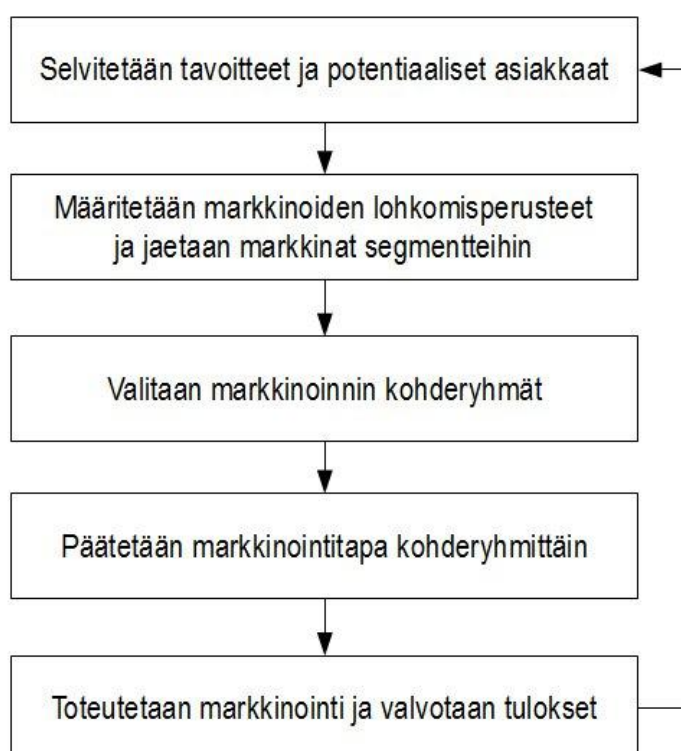 Selvitetään tavoitteet ja potentiaaliset asiakkaat
Määritetään markkinoiden lohkomisperusteet
ja jaetaan markkinat segmentteihin
Valitaan markkinoinnin kohderyhmät
Päätetään markkinointitapa kohderyhmittäin
Toteutetaan markkinointi ja valvotaan tulokset